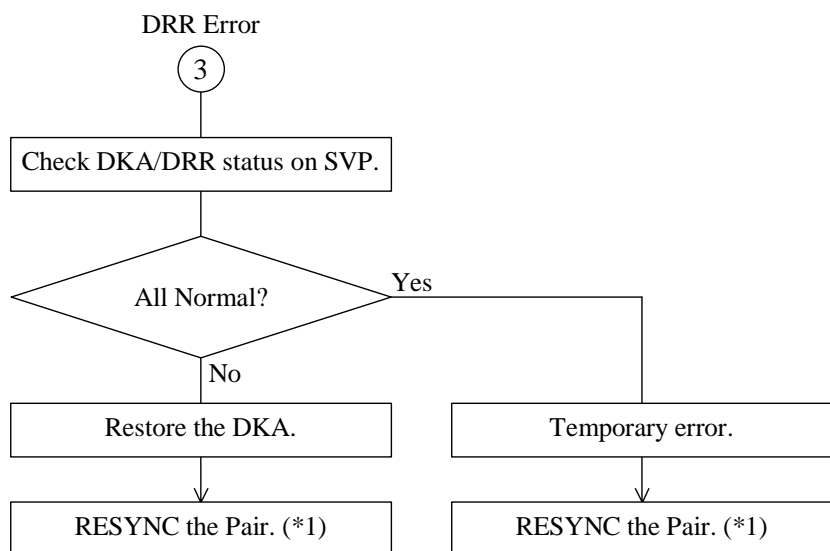 DRR Error
3
Check DKA/DRR status on SVP.
All Normal?
Yes
No
Restore the DKA.
Temporary error.
RESYNC the Pair. (*1)
RESYNC the Pair. (*1)